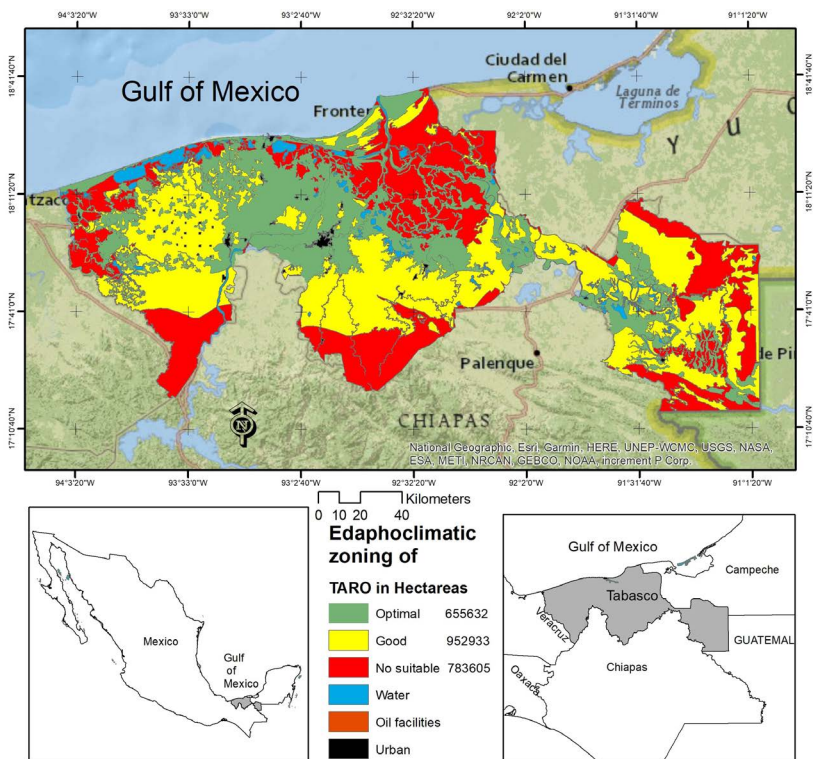 94°3'20"W 93°33'0"W 93°2'40"W 92°32'20"W 92°2'0"W 91°31'40"W 91°1'20"W
18°41'40"N
18°11'20"N
17°41'0"N
17°10'40"N
Gulf of Mexico
Ciudad del
Carmen
Laguna de
Términos
Fronter
Y U C
tzaco
Palenque
de Pi
CHIAPAS
N
National Geographic, Esri, Garmin, HERE, UNEP-WCMC, USGS, NASA,
ESA, METI, NRCAN, GEBCO, NOAA, increment P Corp.
18°41'40"N
18°11'20"N
17°41'0"N
17°10'40"N
94°3'20"W 93°33'0"W 93°2'40"W 92°32'20"W 92°2'0"W 91°31'40"W 91°1'20"W
Kilometers
0 10 20 40
Edaphoclimatic
zoning of
TARO in Hectareas
Optimal 655632
Good 952933
No suitable 783605
Water
Oil facilities
Urban
Mexico
Gulf
of
Mexico
Gulf of Mexico
Campeche
Tabasco
Veracruz
GUATEMAL
Chiapas
Oaxaca